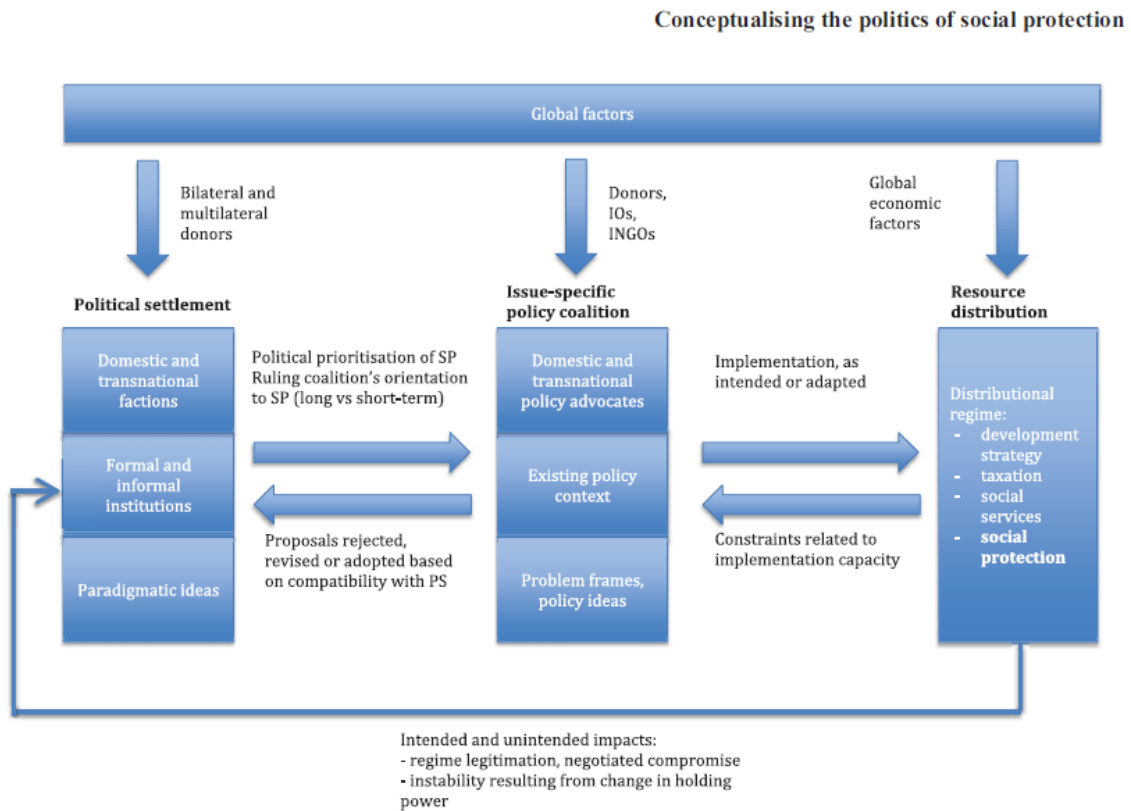 Conceptualising the politics of social protection
Global factors
Bilateral and
multilateral
donors
Donors,
IOs,
INGOs
Global
economic
factors
Political settlement
Issue-specific
policy coalition
Resource
distribution
Domestic and
transnational
factions
Formal and
informal
institutions
Paradigmatic ideas
Political prioritisation of SP
Ruling coalition's orientation
to SP (long vs short-term)
Proposals rejected,
revised or adopted based
on compatibility with PS
Domestic and
transnational
policy advocates
Existing policy
context
Problem frames,
policy ideas
Implementation, as
intended or adapted
Constraints related to
implementation capacity
Distributional
regime:
- development
strategy
- taxation
- social
services
- social
protection
Intended and unintended impacts:
- regime legitimation, negotiated compromise
- instability resulting from change in holding
power